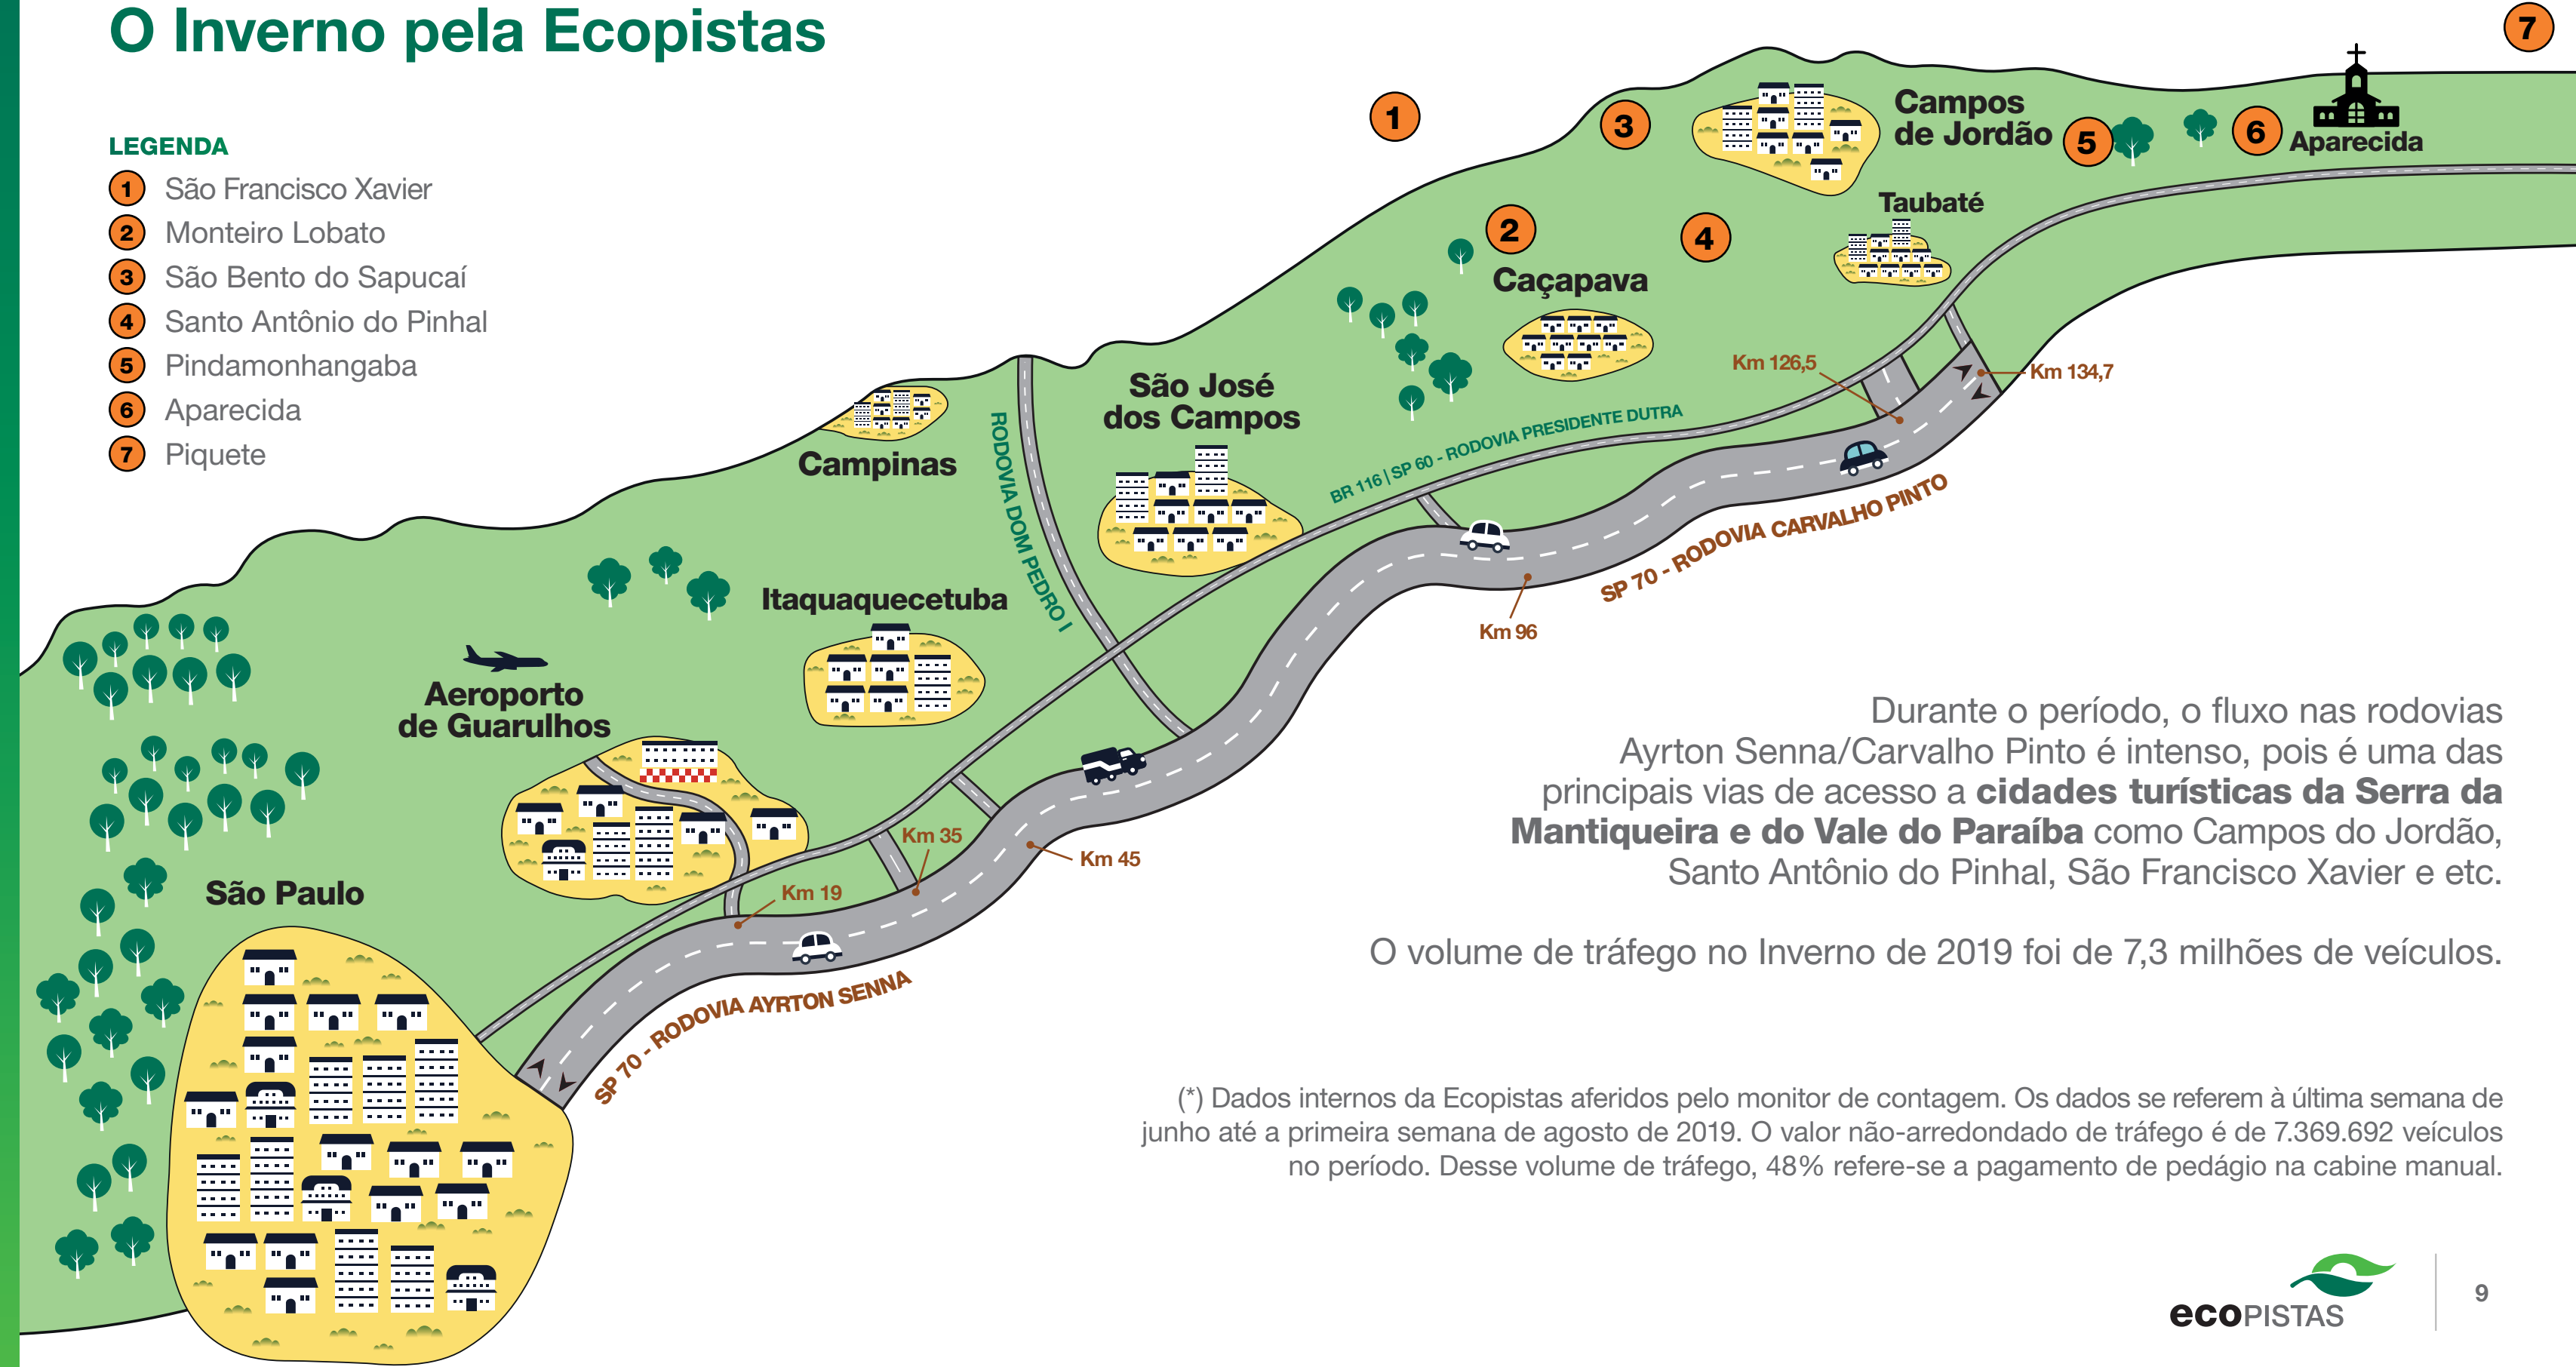 O Inverno pela Ecopistas
LEGENDA
1 São Francisco Xavier
2 Monteiro Lobato
3 São Bento do Sapucaí
4 Santo Antônio do Pinhal
5 Pindamonhangaba
6 Aparecida
7 Piquete
7
1
3
Campos
de Jordão
5
6
Aparecida
2
4
Taubaté
Caçapava
Km 126,5
Km 134,7
São José
dos Campos
Campinas
RODOVIA DOM PEDRO I
BR 116 | SP 60 - RODOVIA PRESIDENTE DUTRA
SP 70 - RODOVIA CARVALHO PINTO
Km 96
Itaquaquecetuba
Aeroporto
de Guarulhos
Km 35
Km 45
Km 19
São Paulo
SP 70 - RODOVIA AYRTON SENNA
Durante o período, o fluxo nas rodovias
Ayrton Senna/Carvalho Pinto é intenso, pois é uma das
principais vias de acesso a cidades turísticas da Serra da
Mantiqueira e do Vale do Paraíba como Campos do Jordão,
Santo Antônio do Pinhal, São Francisco Xavier e etc.
O volume de tráfego no Inverno de 2019 foi de 7,3 milhões de veículos.
(*) Dados internos da Ecopistas aferidos pelo monitor de contagem. Os dados se referem à última semana de
junho até a primeira semana de agosto de 2019. O valor não-arredondado de tráfego é de 7.369.692 veículos
no período. Desse volume de tráfego, 48% refere-se a pagamento de pedágio na cabine manual.
ecoPISTAS
9